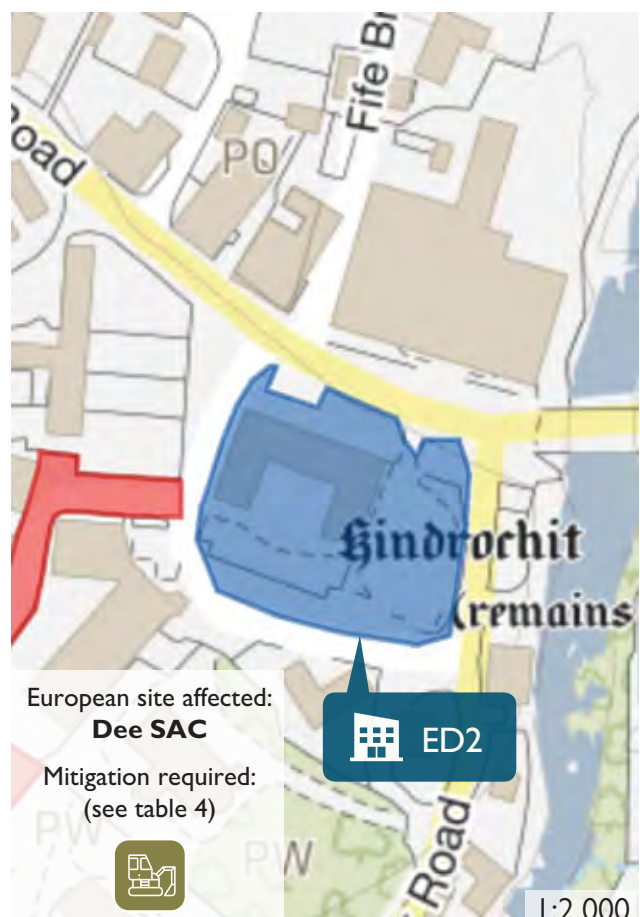 Fife Br
Road
PO
Kindrochit
(remains
European site affected:
Dee SAC
Mitigation required:
(see table 4)
ED2
PW
PW
Road
1:2 000